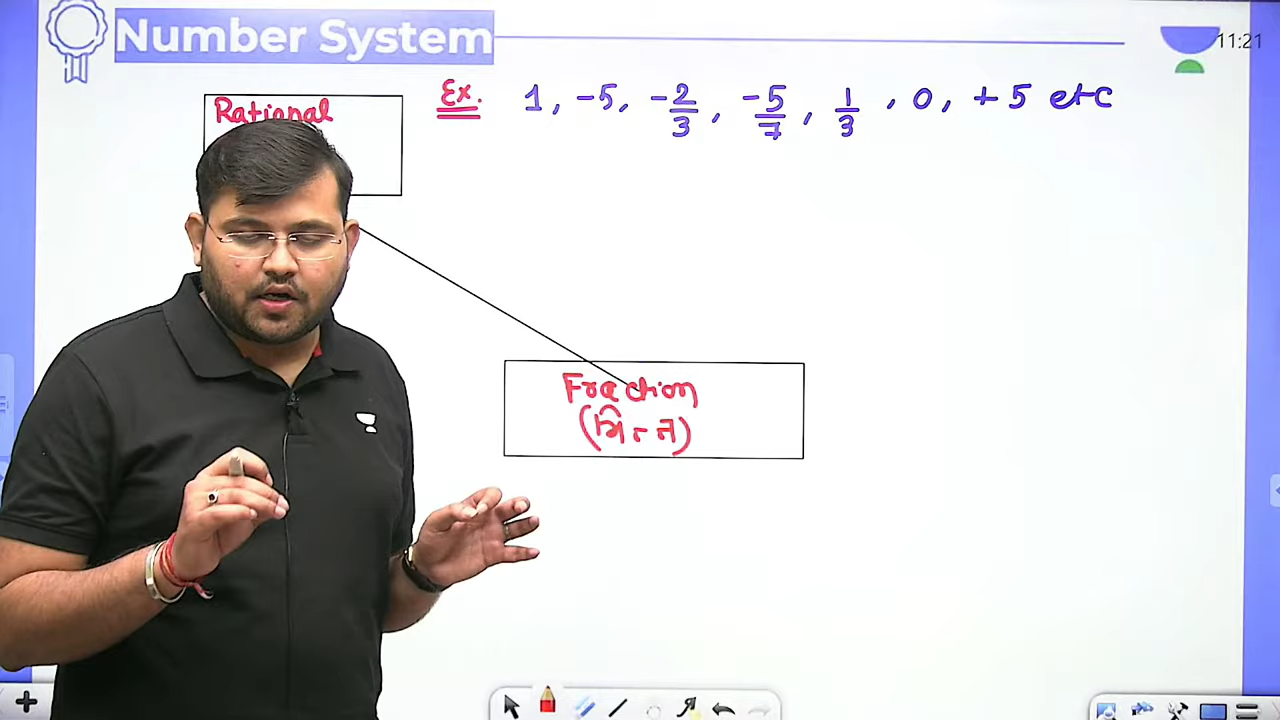 Number System
11:21
Rational
Ex. 1, -5, -2/3, -5/7, 1/3, 0, +5 etc
Fraction
(भिन्न)